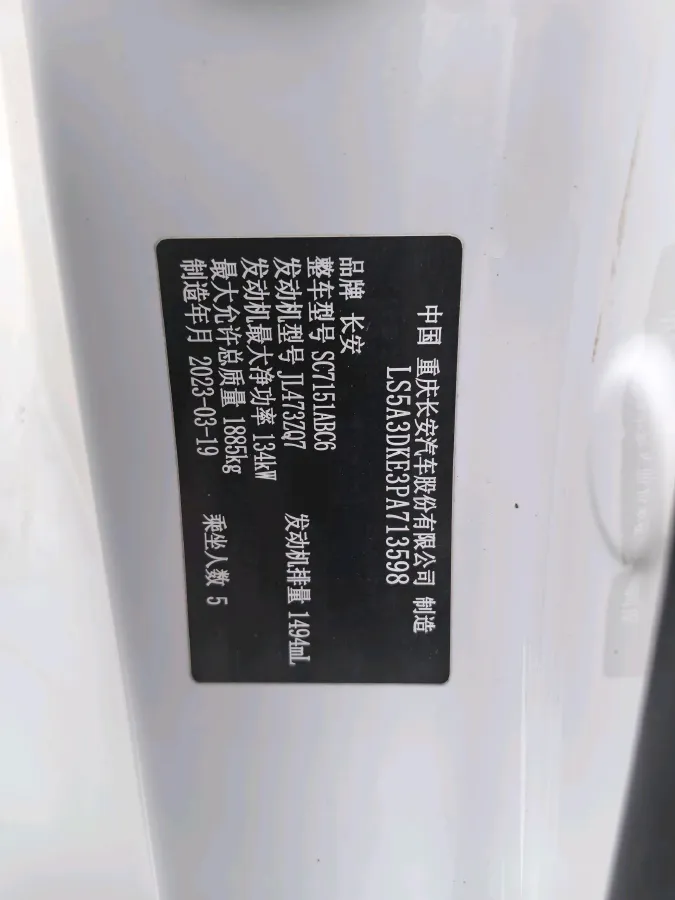 中国 重庆长安汽车股份有限公司 制造
LS5A3DKE3PA713598
品牌 长安
整车型号 SC7151ABC6
发动机型号 JL473ZQ7 发动机排量 1494mL
发动机最大净功率 134kW
最大允许总质量 1885kg
制造年月 2023-03-19 乘坐人数 5